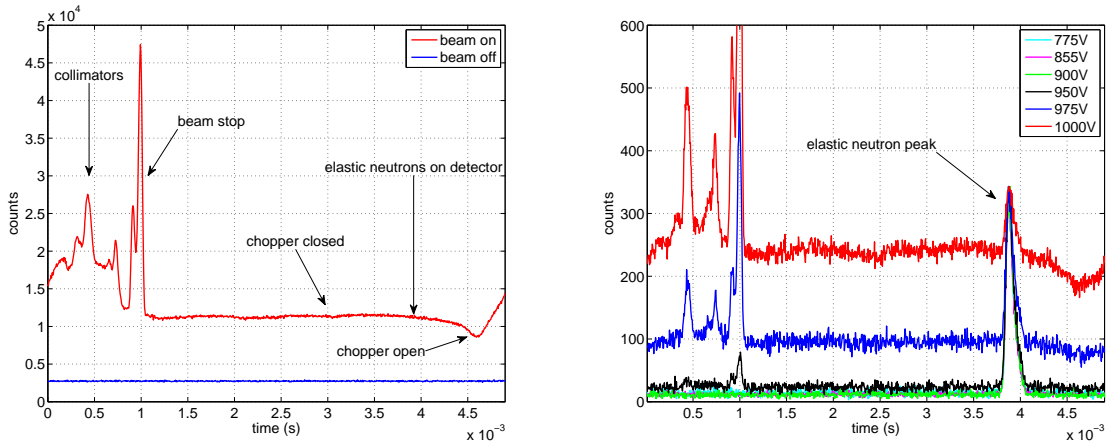 x 10⁴
5
4.5
4
3.5
3
2.5
2
1.5
1
0.5
0
counts
0 0.5 1 1.5 2 2.5 3 3.5 4 4.5
x 10⁻³
time (s)
beam on
beam off
collimators
beam stop
elastic neutrons on detector
chopper closed
chopper open
600
500
400
300
200
100
0
counts
0.5 1 1.5 2 2.5 3 3.5 4 4.5
x 10⁻³
time (s)
775V
855V
900V
950V
975V
1000V
elastic neutron peak